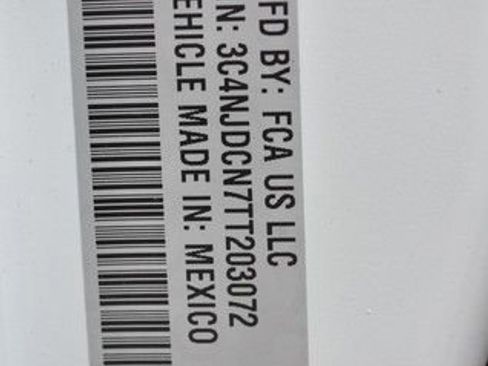 FD BY: FCA US LLC
N: 3C4NJDCN7TT203072
EHICLE MADE IN: MEXICO